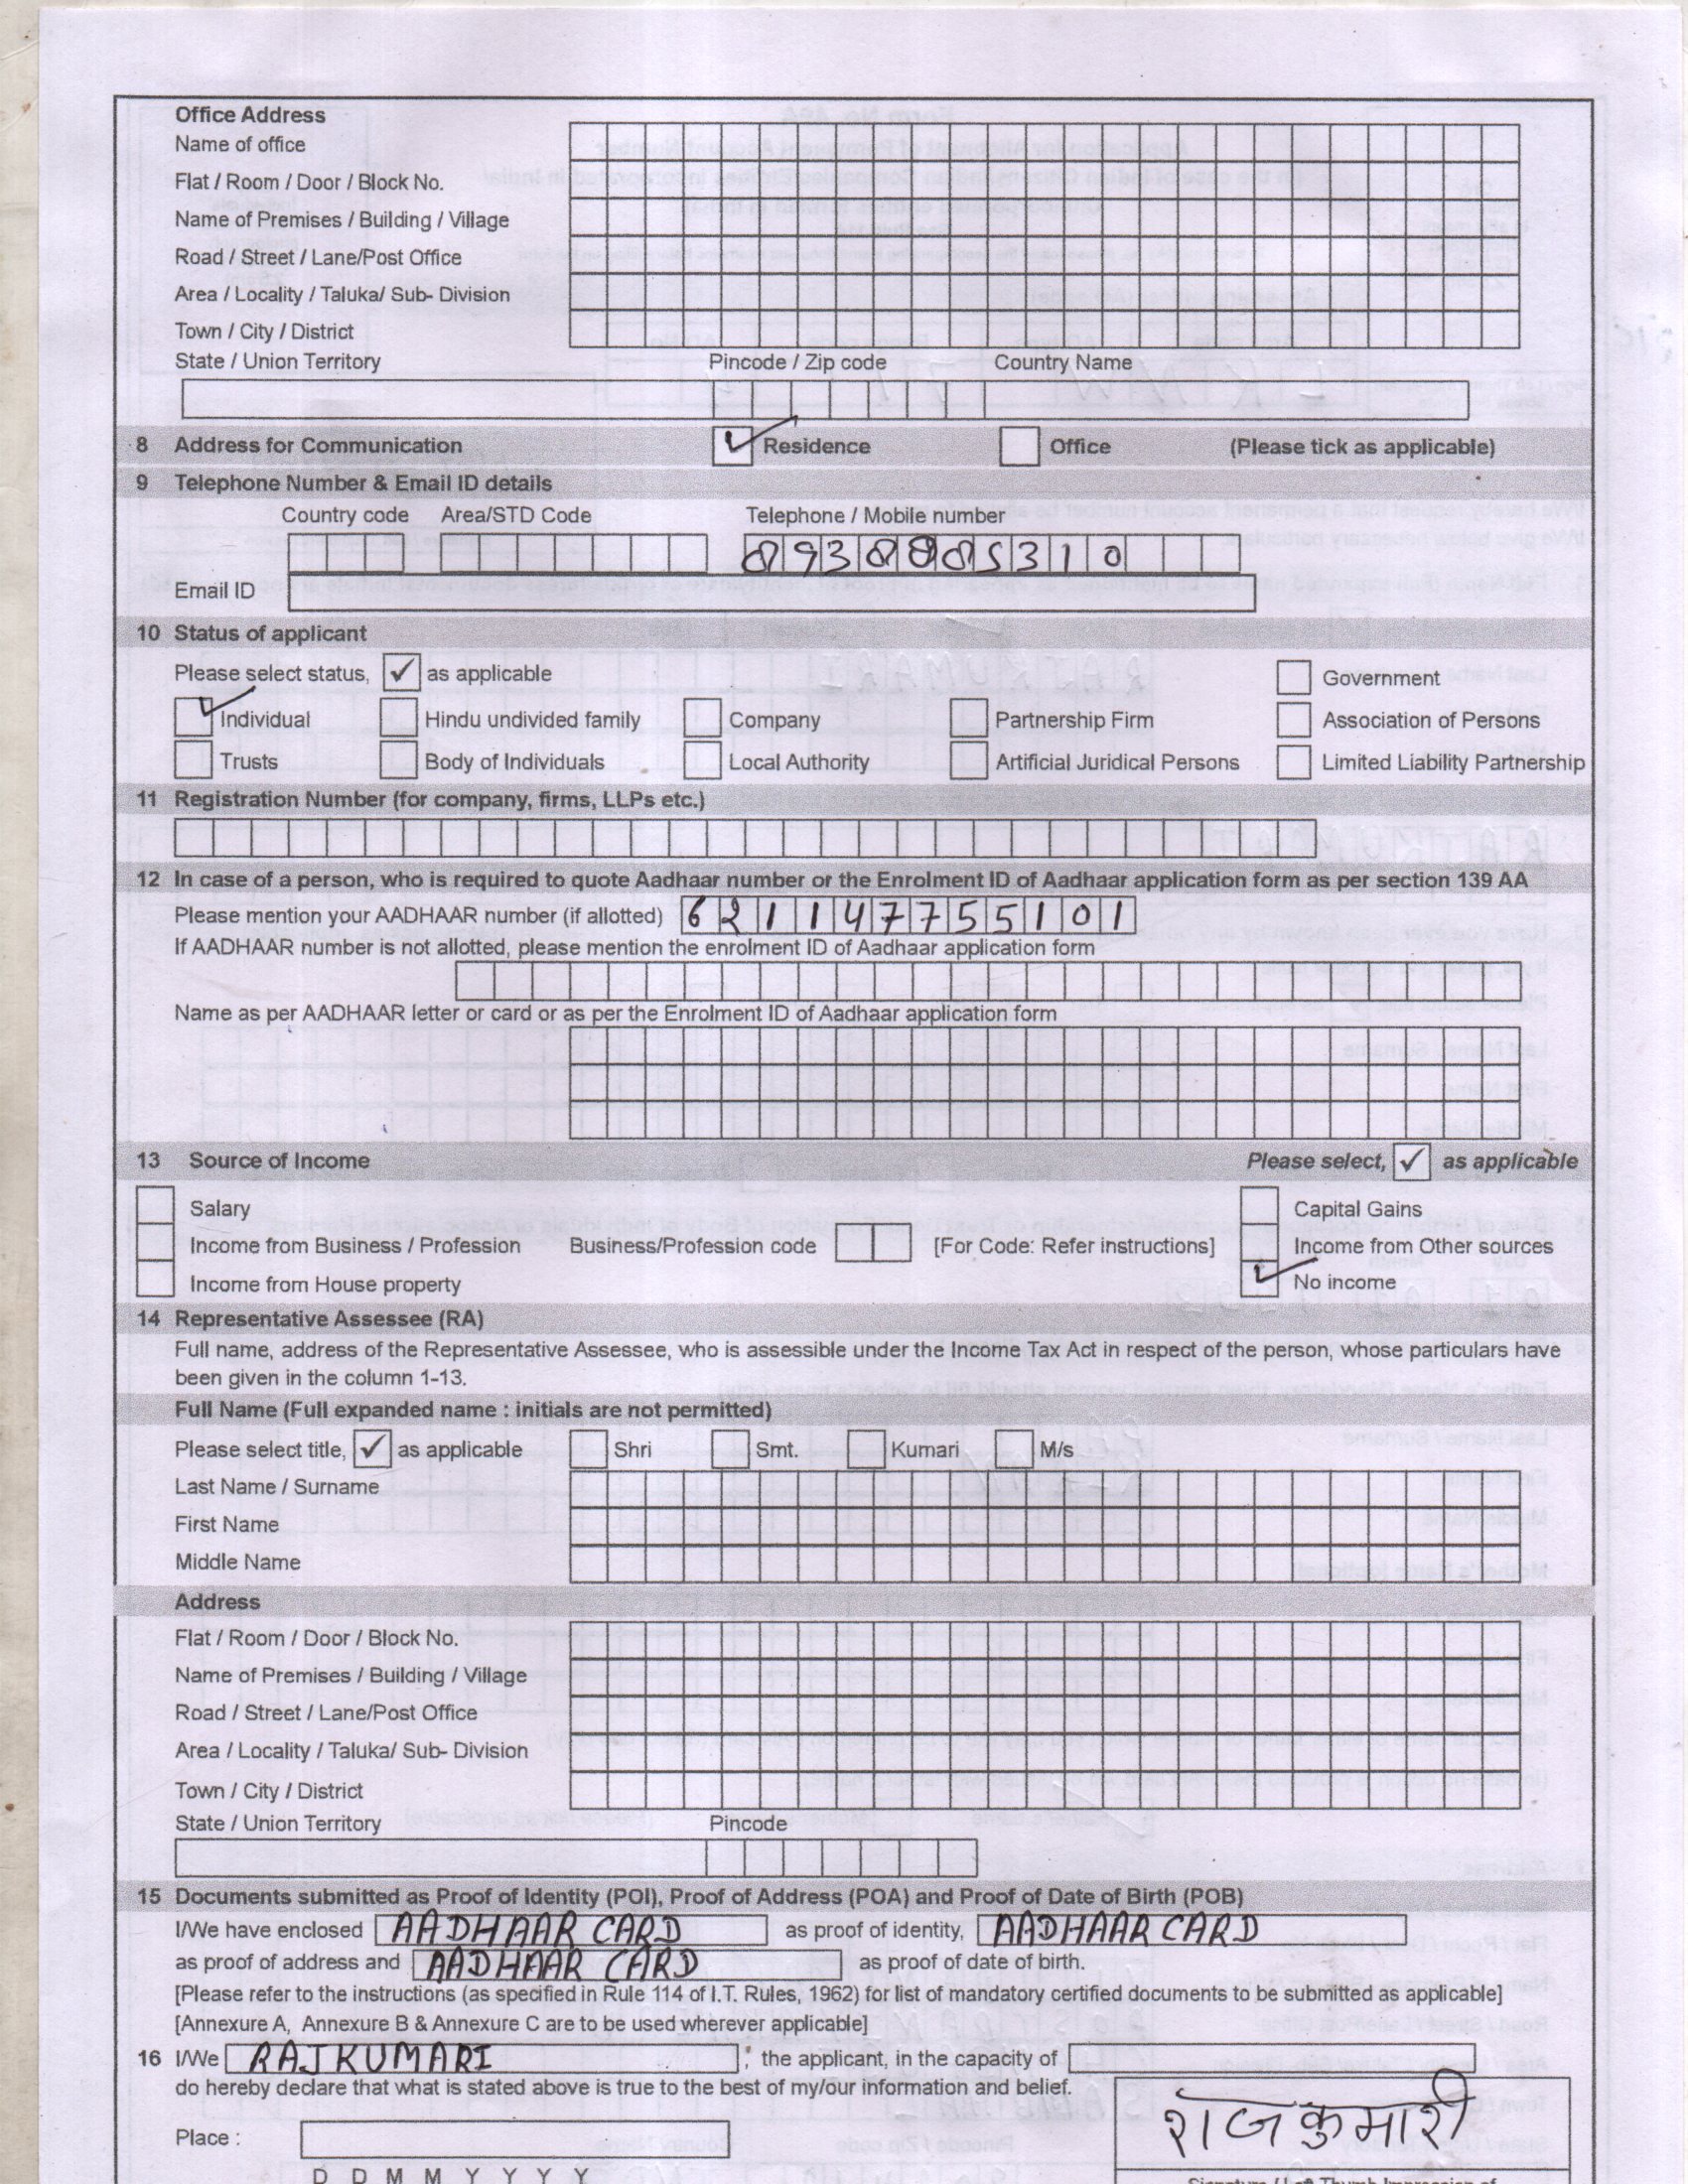 Office Address
Name of office
Flat / Room / Door / Block No.
Name of Premises / Building / Village
Road / Street / Lane/Post Office
Area / Locality / Taluka/ Sub- Division
Town / City / District
State / Union Territory Pincode / Zip code Country Name
8 Address for Communication ✓ Residence Office (Please tick as applicable)
9 Telephone Number & Email ID details
Country code Area/STD Code Telephone / Mobile number
Email ID
10 Status of applicant
Please select status, ✓ as applicable Government
✓ Individual Hindu undivided family Company Partnership Firm Association of Persons
Trusts Body of Individuals Local Authority Artificial Juridical Persons Limited Liability Partnership
11 Registration Number (for company, firms, LLPs etc.)
12 In case of a person, who is required to quote Aadhaar number or the Enrolment ID of Aadhaar application form as per section 139 AA
Please mention your AADHAAR number (if allotted) 621147755101
If AADHAAR number is not allotted, please mention the enrolment ID of Aadhaar application form
Name as per AADHAAR letter or card or as per the Enrolment ID of Aadhaar application form
13 Source of Income Please select, ✓ as applicable
Salary Capital Gains
Income from Business / Profession Business/Profession code [For Code: Refer instructions] Income from Other sources
Income from House property ✓ No income
14 Representative Assessee (RA)
Full name, address of the Representative Assessee, who is assessible under the Income Tax Act in respect of the person, whose particulars have
been given in the column 1-13.
Full Name (Full expanded name : initials are not permitted)
Please select title, ✓ as applicable Shri Smt. Kumari M/s
Last Name / Surname
First Name
Middle Name
Address
Flat / Room / Door / Block No.
Name of Premises / Building / Village
Road / Street / Lane/Post Office
Area / Locality / Taluka/ Sub- Division
Town / City / District
State / Union Territory Pincode
15 Documents submitted as Proof of Identity (POI), Proof of Address (POA) and Proof of Date of Birth (POB)
I/We have enclosed AADHAAR CARD as proof of identity, AADHAAR CARD
as proof of address and AADHAAR CARD as proof of date of birth.
[Please refer to the instructions (as specified in Rule 114 of I.T. Rules, 1962) for list of mandatory certified documents to be submitted as applicable]
[Annexure A, Annexure B & Annexure C are to be used wherever applicable]
16 I/We RAJKUMARI , the applicant, in the capacity of
do hereby declare that what is stated above is true to the best of my/our information and belief.
राजकुमारी
Place :
D D M M Y Y Y Y
Signature / Left Thumb Impression of